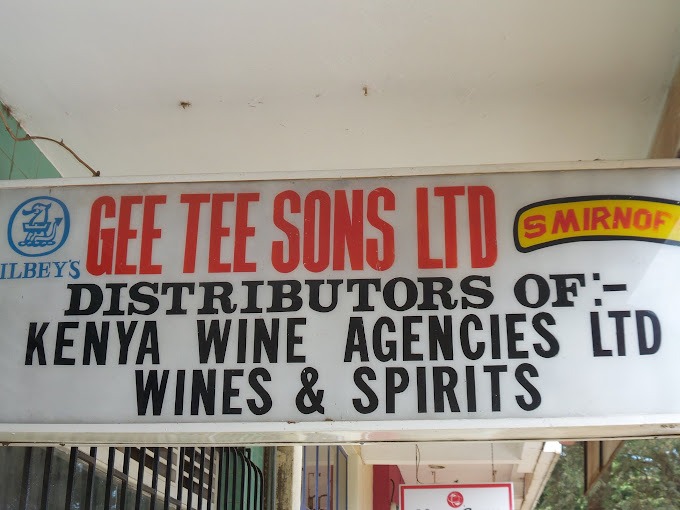 ILBEY'S
GEE TEE SONS LTD
SMIRNOF
DISTRIBUTORS OF:-
KENYA WINE AGENCIES LTD
WINES & SPIRITS